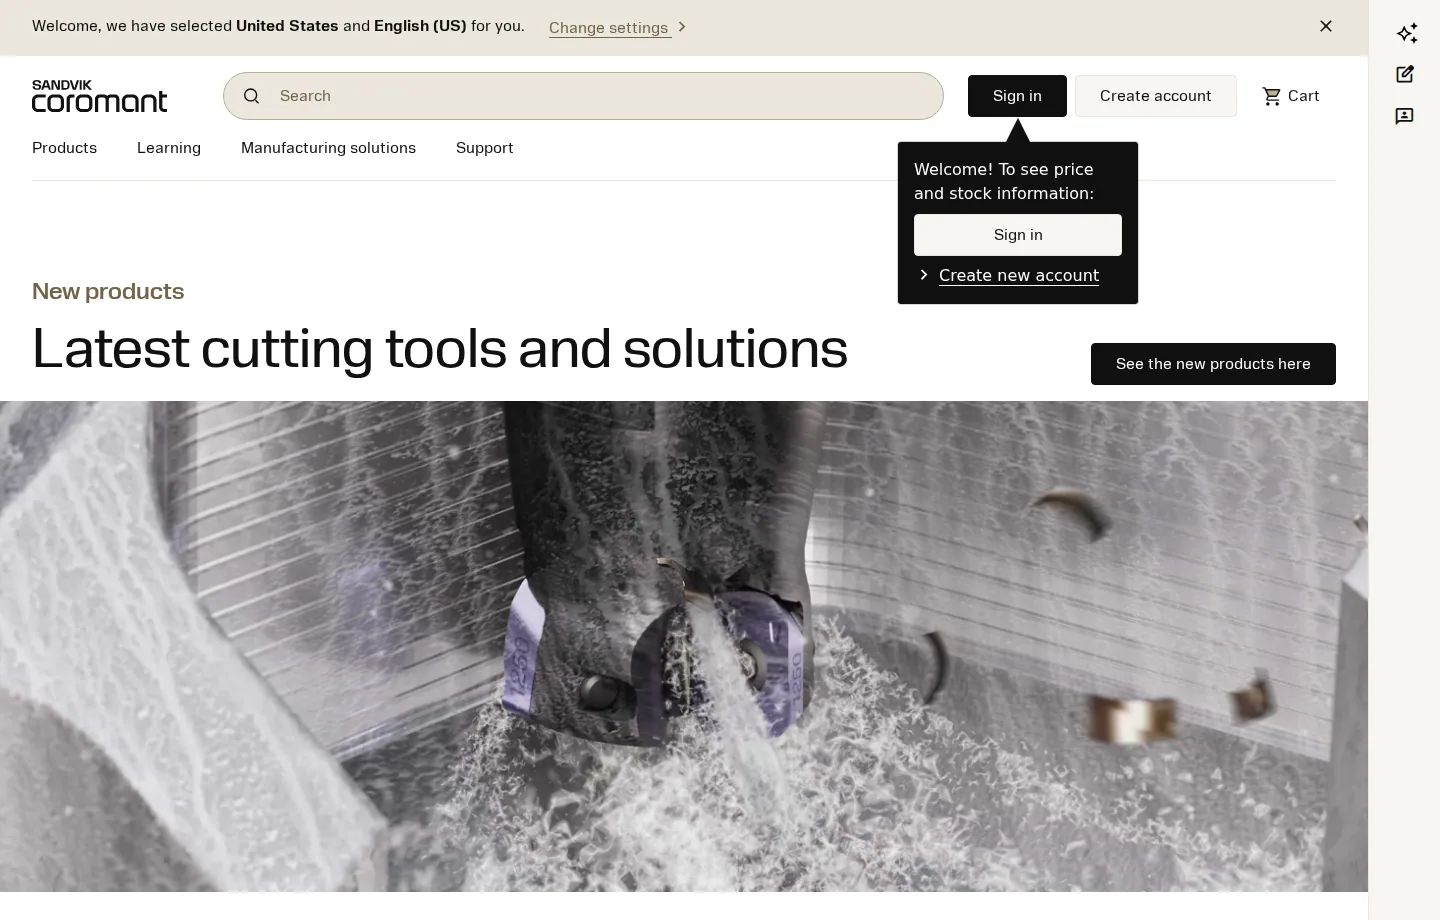 Welcome, we have selected United States and English (US) for you. Change settings
SANDVIK
coromant
Search
Sign in
Create account
Cart
Products
Learning
Manufacturing solutions
Support
Welcome! To see price
and stock information:
Sign in
Create new account
New products
Latest cutting tools and solutions
See the new products here
250
250